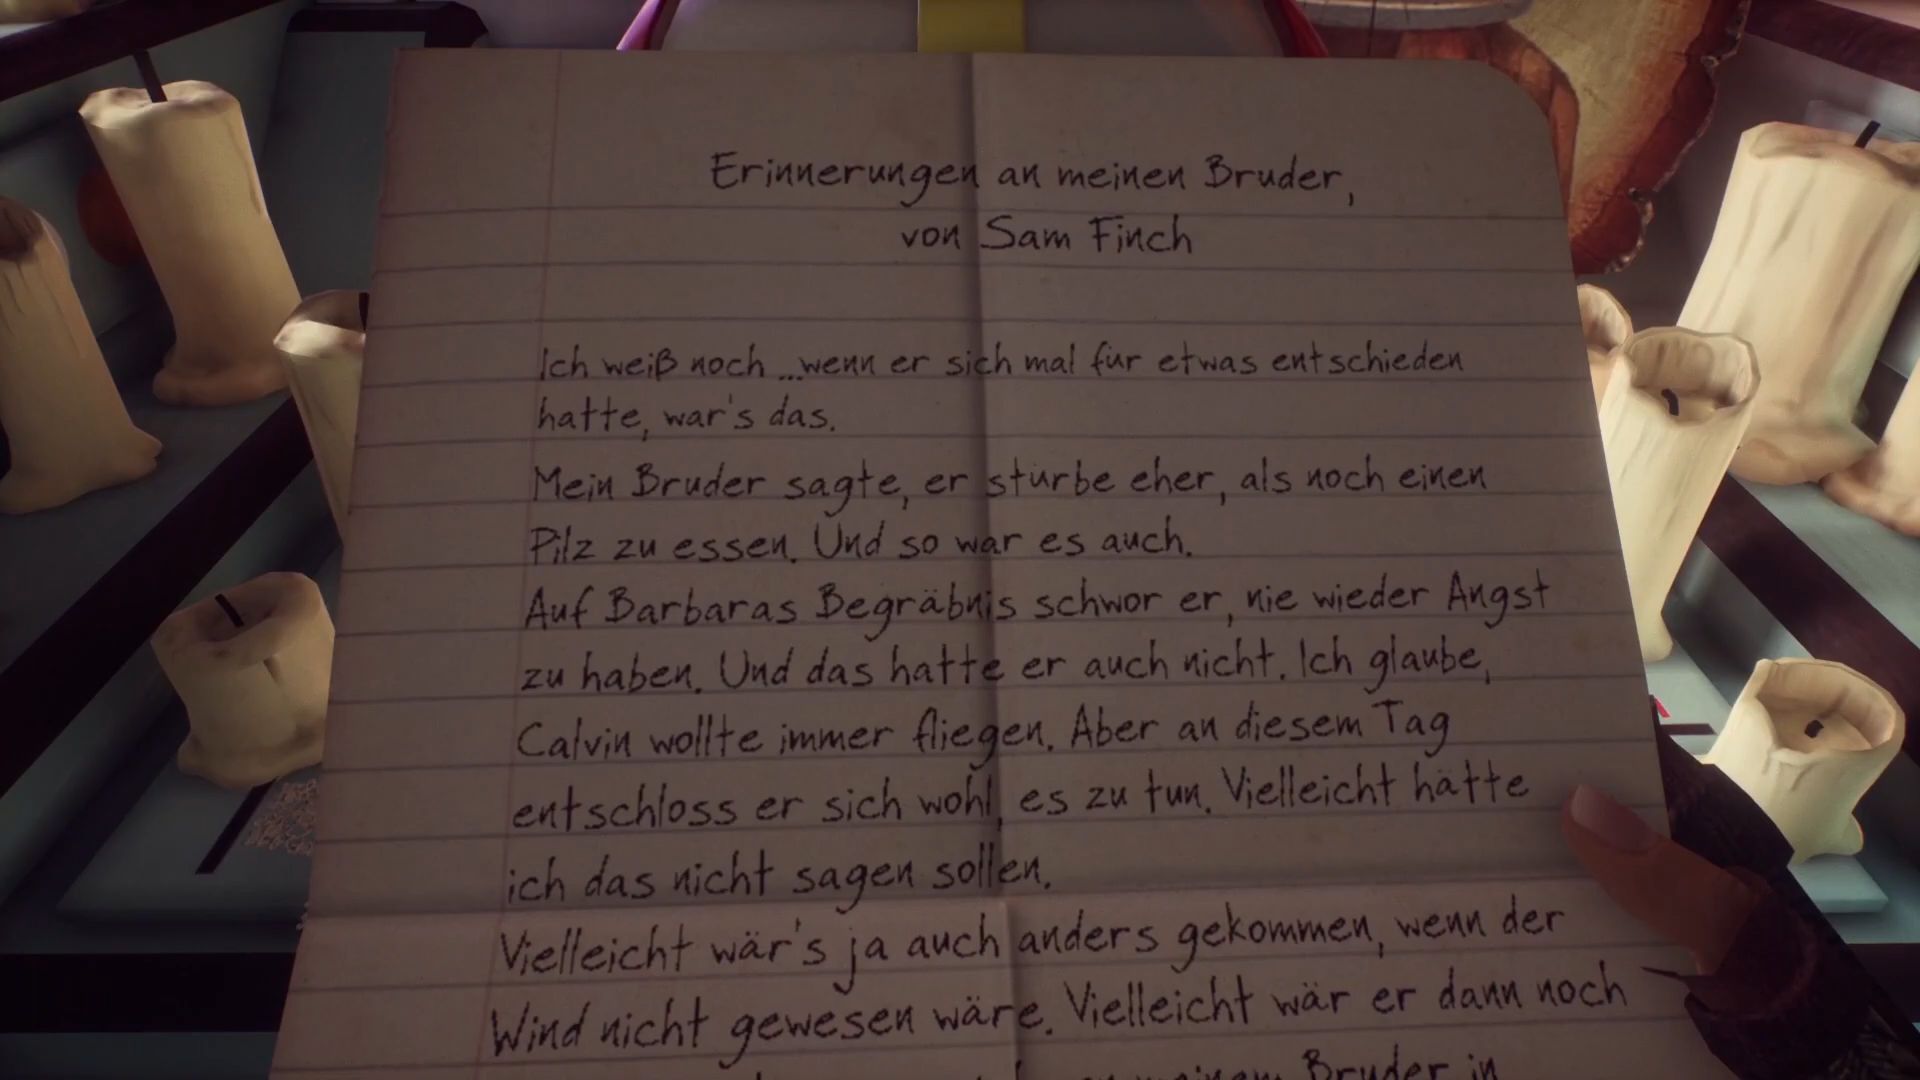 Erinnerungen an meinen Bruder,
von Sam Finch
Ich weiß noch ...wenn er sich mal für etwas entschieden
hatte, war's das.
Mein Bruder sagte, er stürbe eher, als noch einen
Pilz zu essen. Und so war es auch.
Auf Barbaras Begräbnis schwor er, nie wieder Angst
zu haben. Und das hatte er auch nicht. Ich glaube,
Calvin wollte immer fliegen. Aber an diesem Tag
entschloss er sich wohl, es zu tun. Vielleicht hätte
ich das nicht sagen sollen.
Vielleicht wär's ja auch anders gekommen, wenn der
Wind nicht gewesen wäre. Vielleicht wär er dann noch
meinem Bruder in